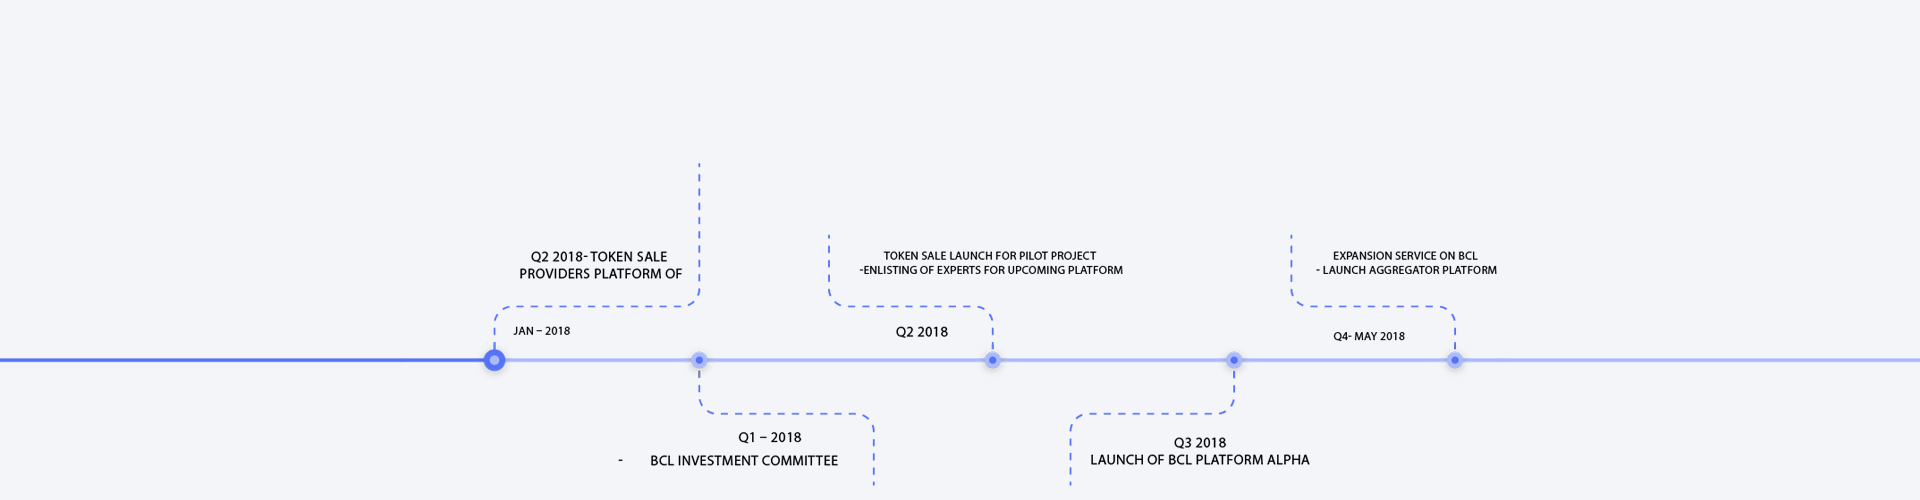 Q2 2018- TOKEN SALE
PROVIDERS PLATFORM OF
JAN – 2018
Q1 – 2018
- BCL INVESTMENT COMMITTEE
TOKEN SALE LAUNCH FOR PILOT PROJECT
-ENLISTING OF EXPERTS FOR UPCOMING PLATFORM
Q2 2018
Q3 2018
LAUNCH OF BCL PLATFORM ALPHA
EXPANSION SERVICE ON BCL
- LAUNCH AGGREGATOR PLATFORM
Q4- MAY 2018